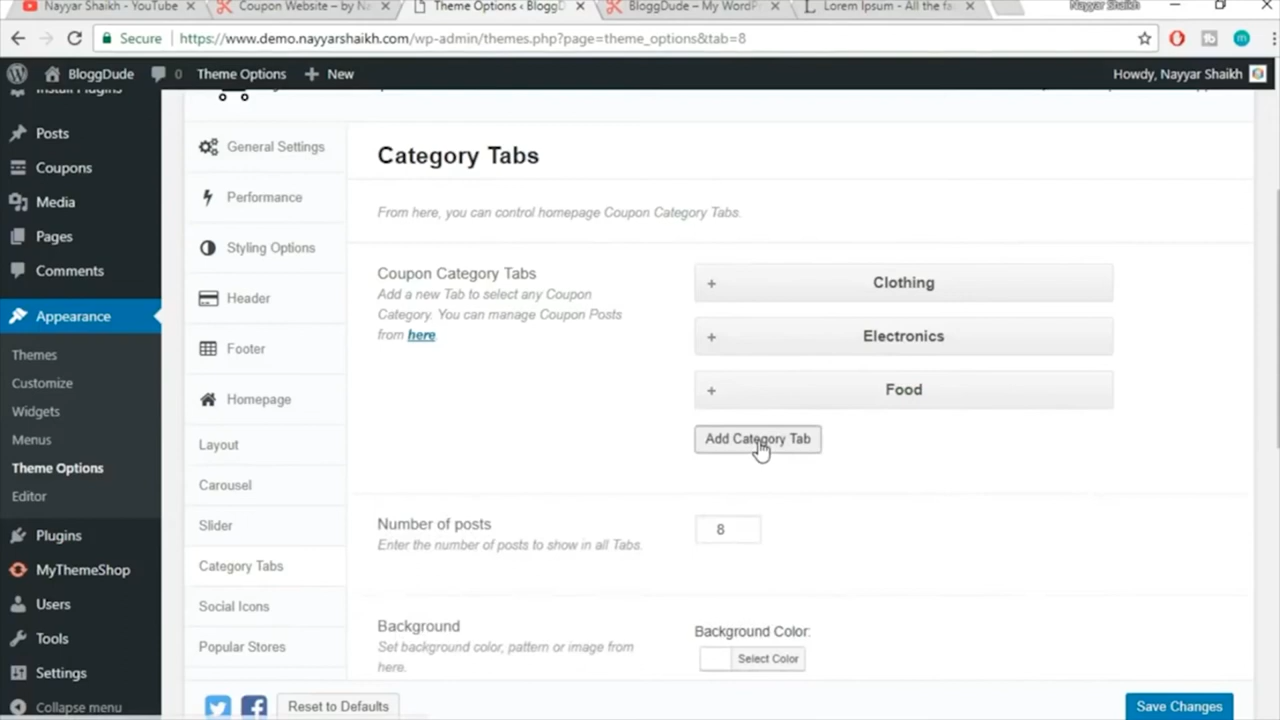 Nayyar Shaikh - YouTube
Coupon Website – by Na
Theme Options ‹ BloggD
BloggDude – My WordP
Lorem Ipsum - All the fa
Nayyar Shaikh
Secure
https://www.demo.nayyarshaikh.com/wp-admin/themes.php?page=theme_options&tab=8
BloggDude
0
Theme Options
New
Howdy, Nayyar Shaikh
Install Plugins
Posts
Coupons
Media
Pages
Comments
Appearance
Themes
Customize
Widgets
Menus
Theme Options
Editor
Plugins
MyThemeShop
Users
Tools
Settings
Collapse menu
General Settings
Performance
Styling Options
Header
Footer
Homepage
Layout
Carousel
Slider
Category Tabs
Social Icons
Popular Stores
Category Tabs
From here, you can control homepage Coupon Category Tabs.
Coupon Category Tabs
Add a new Tab to select any Coupon
Category. You can manage Coupon Posts
from here.
+ Clothing
+ Electronics
+ Food
Add Category Tab
Number of posts
Enter the number of posts to show in all Tabs.
8
Background
Set background color, pattern or image from
here.
Background Color:
Select Color
Reset to Defaults
Save Changes